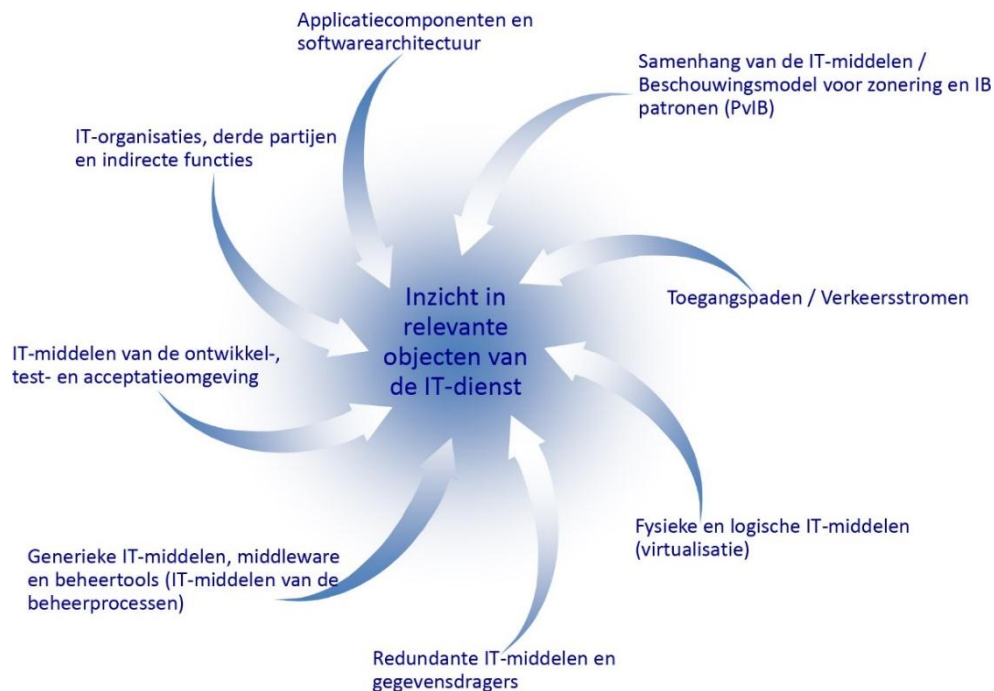 Applicatiecomponenten en
softwarearchitectuur
Samenhang van de IT-middelen /
Beschouwingsmodel voor zonering en IB
patronen (PvIB)
IT-organisaties, derde partijen
en indirecte functies
Toegangspaden / Verkeersstromen
Inzicht in
relevante
objecten van
de IT-dienst
IT-middelen van de ontwikkel-,
test- en acceptatieomgeving
Fysieke en logische IT-middelen
(virtualisatie)
Generieke IT-middelen, middleware
en beheertools (IT-middelen van de
beheerprocessen)
Redundante IT-middelen en
gegevensdragers